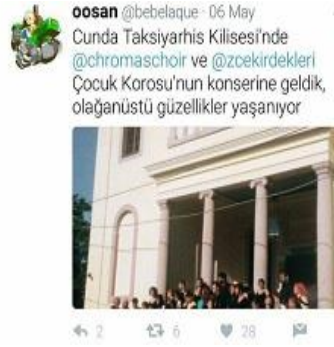 oosan @bebelaque · 06 May
Cunda Taksiyarhis Kilisesi'nde
@chromaschoir ve @zcekirdekleri
Çocuk Korosu'nun konserine geldik,
olağanüstü güzellikler yaşanıyor
2 6 28